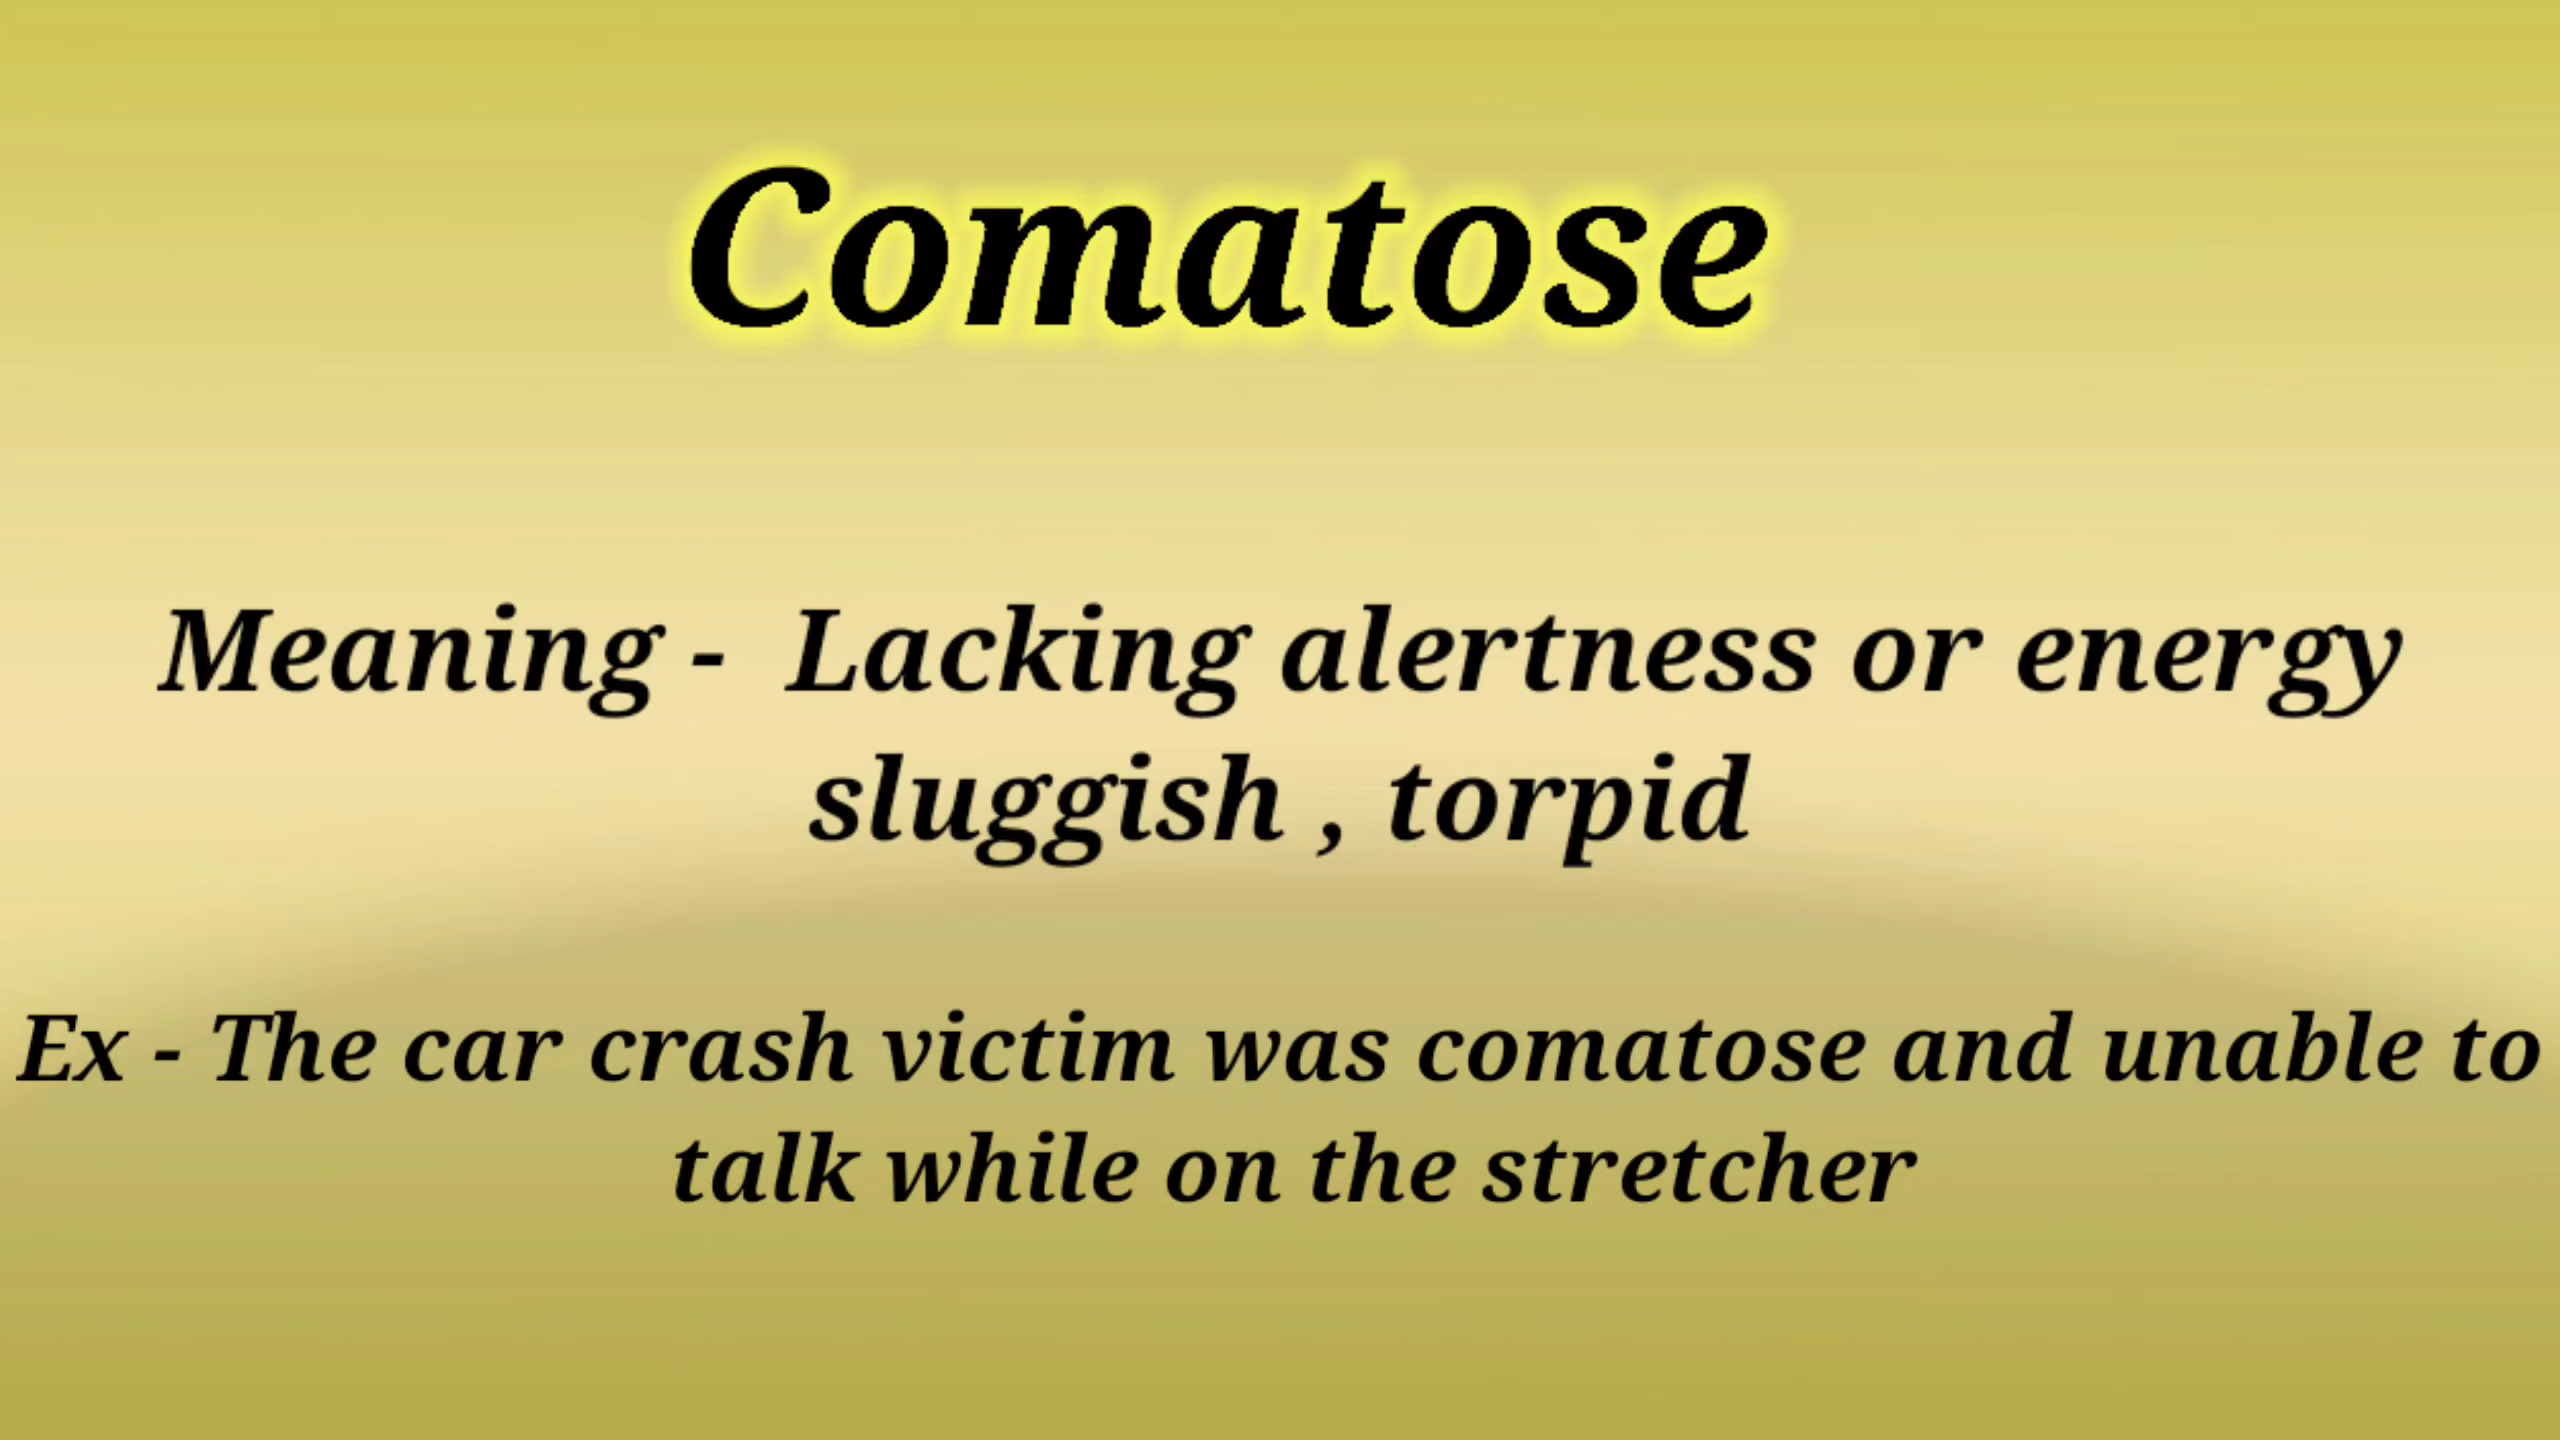 Comatose
Meaning -  Lacking alertness or energy
sluggish , torpid
Ex - The car crash victim was comatose and unable to
talk while on the stretcher